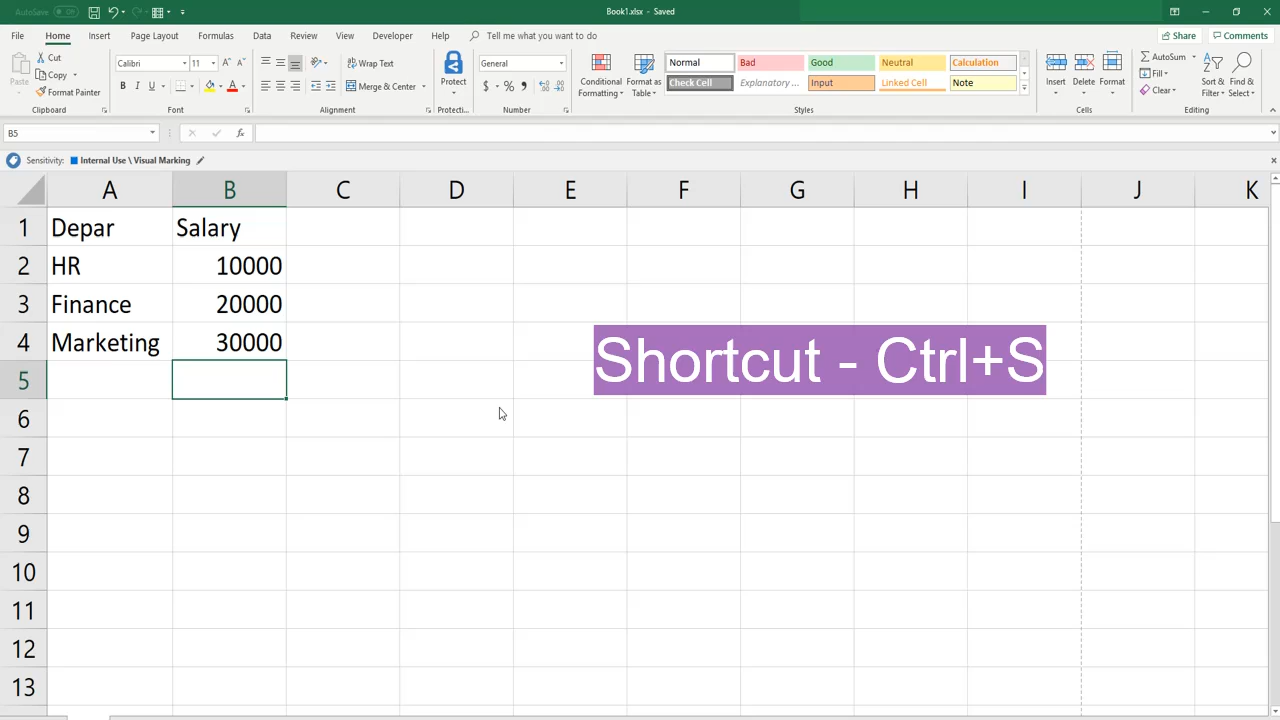 AutoSave Off Book1.xlsx - Saved
File Home Insert Page Layout Formulas Data Review View Developer Help Tell me what you want to do Share Comments
Cut Calibri 11 Wrap Text General Normal Bad Good Neutral Calculation AutoSum
Paste Copy Merge & Center Protect Conditional Formatting Format as Table Check Cell Explanatory ... Input Linked Cell Note Insert Delete Format Fill Sort & Filter Find & Select
Format Painter B I U A $ % , Clear
Clipboard Font Alignment Protecti... Number Styles Cells Editing
B5 fx
Sensitivity: Internal Use \ Visual Marking
A B C D E F G H I J K
1 Depar Salary
2 HR 10000
3 Finance 20000
4 Marketing 30000
Shortcut - Ctrl+S
5
6
7
8
9
10
11
12
13